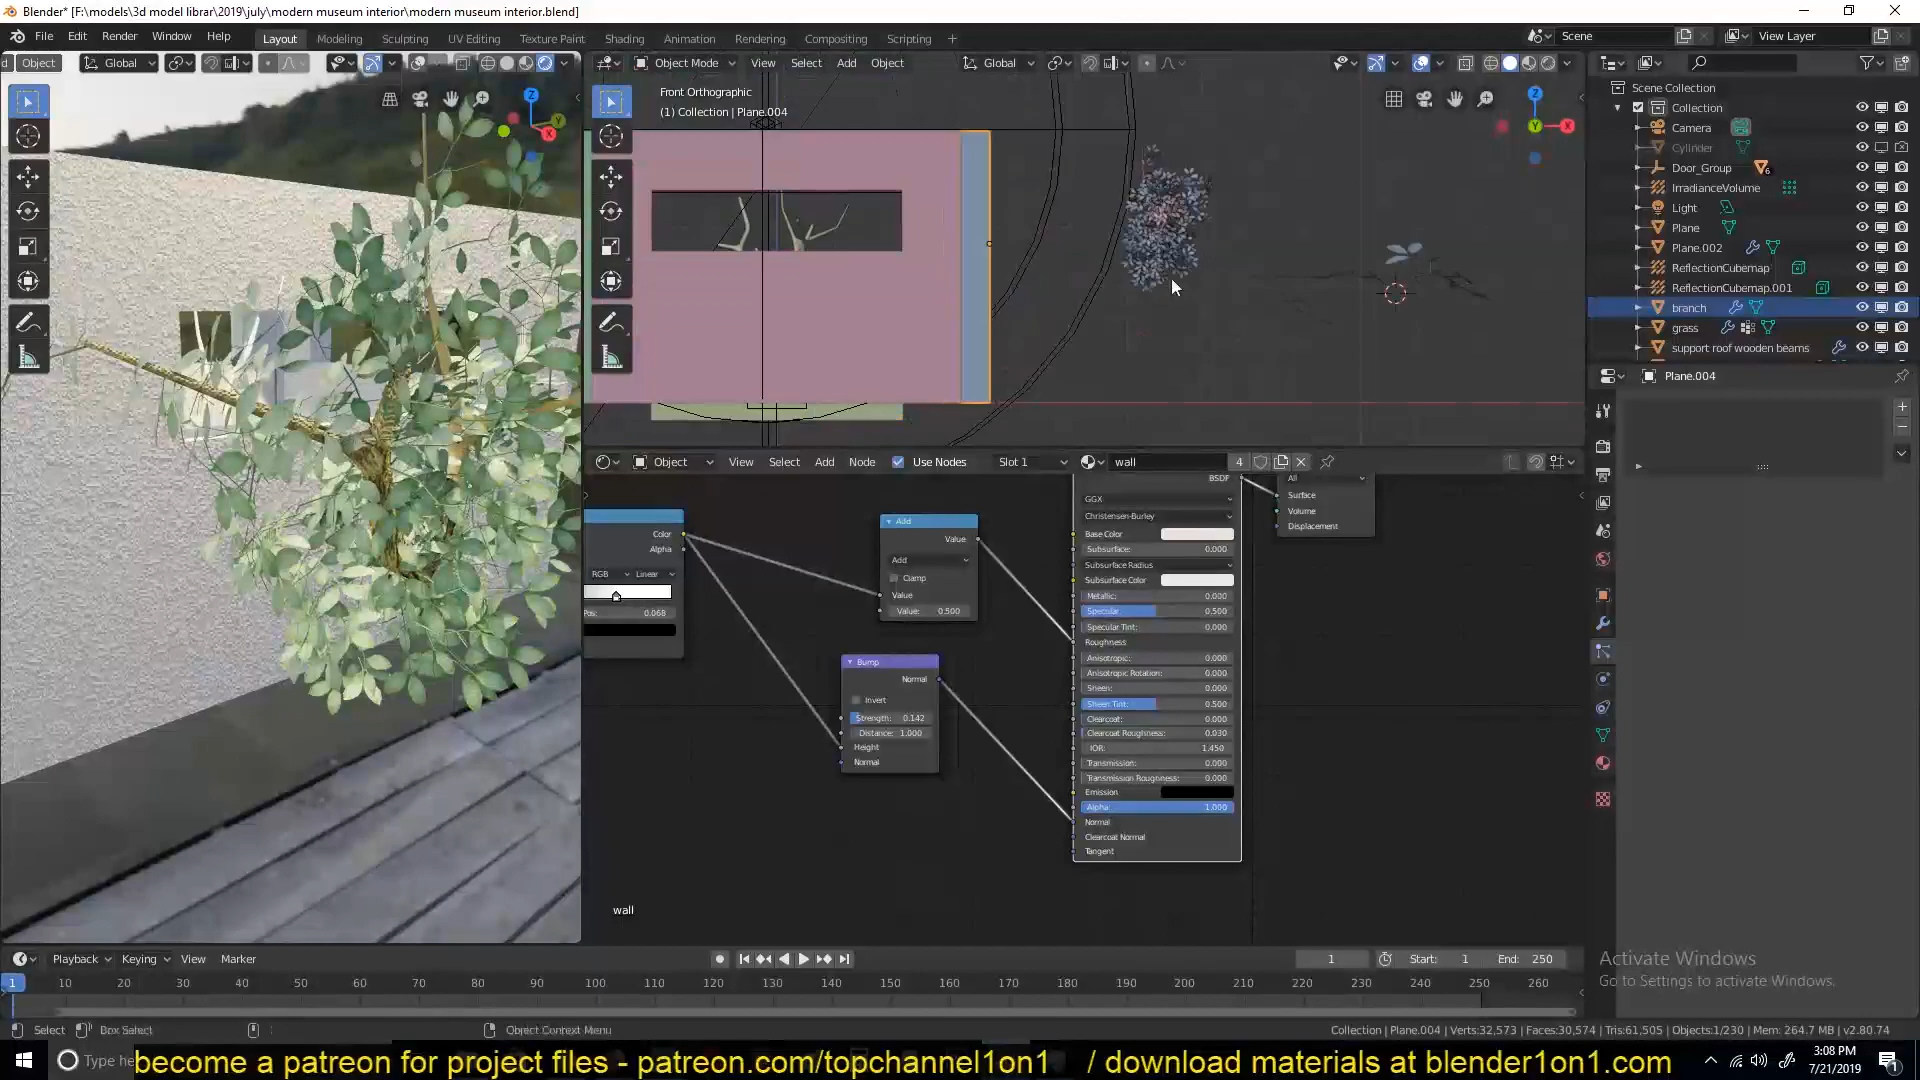 Blender* [F:\models\3d model librar\2019\july\modern museum interior\modern museum interior.blend]
File Edit Render Window Help
Layout Modeling Sculpting UV Editing Texture Paint Shading Animation Rendering Compositing Scripting
Scene
View Layer
Object Global
Object Mode View Select Add Object Global
Front Orthographic
(1) Collection | Plane.004
Scene Collection
Collection
Camera
Cylinder
Door_Group 6
IrradianceVolume
Light
Plane
Plane.002
ReflectionCubemap
ReflectionCubemap.001
branch
grass
support roof wooden beams
Plane.004
Object View Select Add Node Use Nodes Slot 1 wall 4
Color
Alpha
RGB Linear
Pos: 0.068
Add
Value
Add
Clamp
Value
Value: 0.500
Bump
Normal
Invert
Strength: 0.142
Distance: 1.000
Height
Normal
BSDF
GGX
Christensen-Burley
Base Color
Subsurface: 0.000
Subsurface Radius
Subsurface Color
Metallic: 0.000
Specular 0.500
Specular Tint: 0.000
Roughness
Anisotropic: 0.000
Anisotropic Rotation: 0.000
Sheen: 0.000
Sheen Tint: 0.500
Clearcoat: 0.000
Clearcoat Roughness: 0.030
IOR: 1.450
Transmission: 0.000
Transmission Roughness: 0.000
Emission
Alpha: 1.000
Normal
Clearcoat Normal
Tangent
All
Surface
Volume
Displacement
wall
Activate Windows
Go to Settings to activate Windows.
Playback Keying View Marker
1 Start: 1 End: 250
1 10 20 30 40 50 60 70 80 90 100 110 120 130 140 150 160 170 180 190 200 210 220 230 240 250 260
Select Box Select Object Context Menu
Collection | Plane.004 | Verts:32,573 | Faces:30,574 | Tris:61,505 | Objects:1/230 | Mem: 264.7 MB | v2.80.74
Type he
become a patreon for project files - patreon.com/topchannel1on1 / download materials at blender1on1.com
3:08 PM
7/21/2019
1